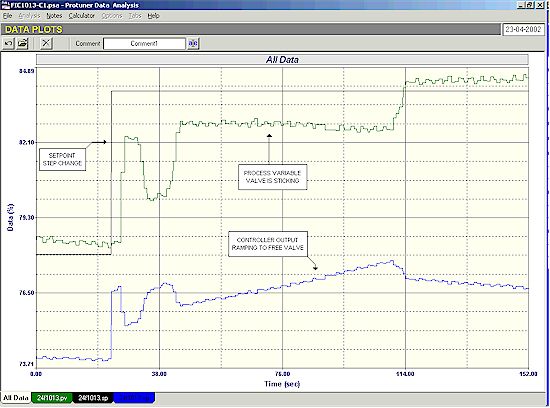 FIC1013-C1.psa - Protuner Data Analysis
File Analysis Notes Calculator Options Tabs Help
DATA PLOTS
23-04-2002
Comment Comment1
All Data
84.89
82.10
79.30
76.50
73.71
Data (%)
SETPOINT
STEP CHANGE
PROCESS VARIABLE
VALVE IS STICKING
CONTROLLER OUTPUT
RAMPING TO FREE VALVE
0.00 38.00 76.00 114.00 152.00
Time (sec)
All Data 24f1013.pv 24f1013.sp